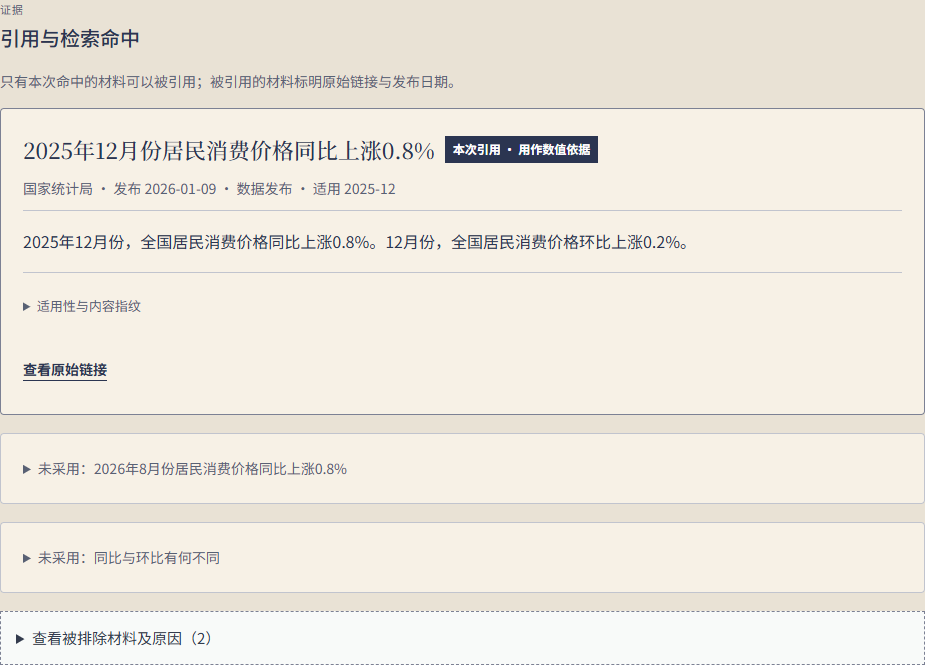 证据
引用与检索命中
只有本次命中的材料可以被引用；被引用的材料标明原始链接与发布日期。
2025年12月份居民消费价格同比上涨0.8%
本次引用 · 用作数值依据
国家统计局 · 发布 2026-01-09 · 数据发布 · 适用 2025-12
2025年12月份，全国居民消费价格同比上涨0.8%。12月份，全国居民消费价格环比上涨0.2%。
适用性与内容指纹
查看原始链接
未采用：2026年8月份居民消费价格同比上涨0.8%
未采用：同比与环比有何不同
查看被排除材料及原因（2）